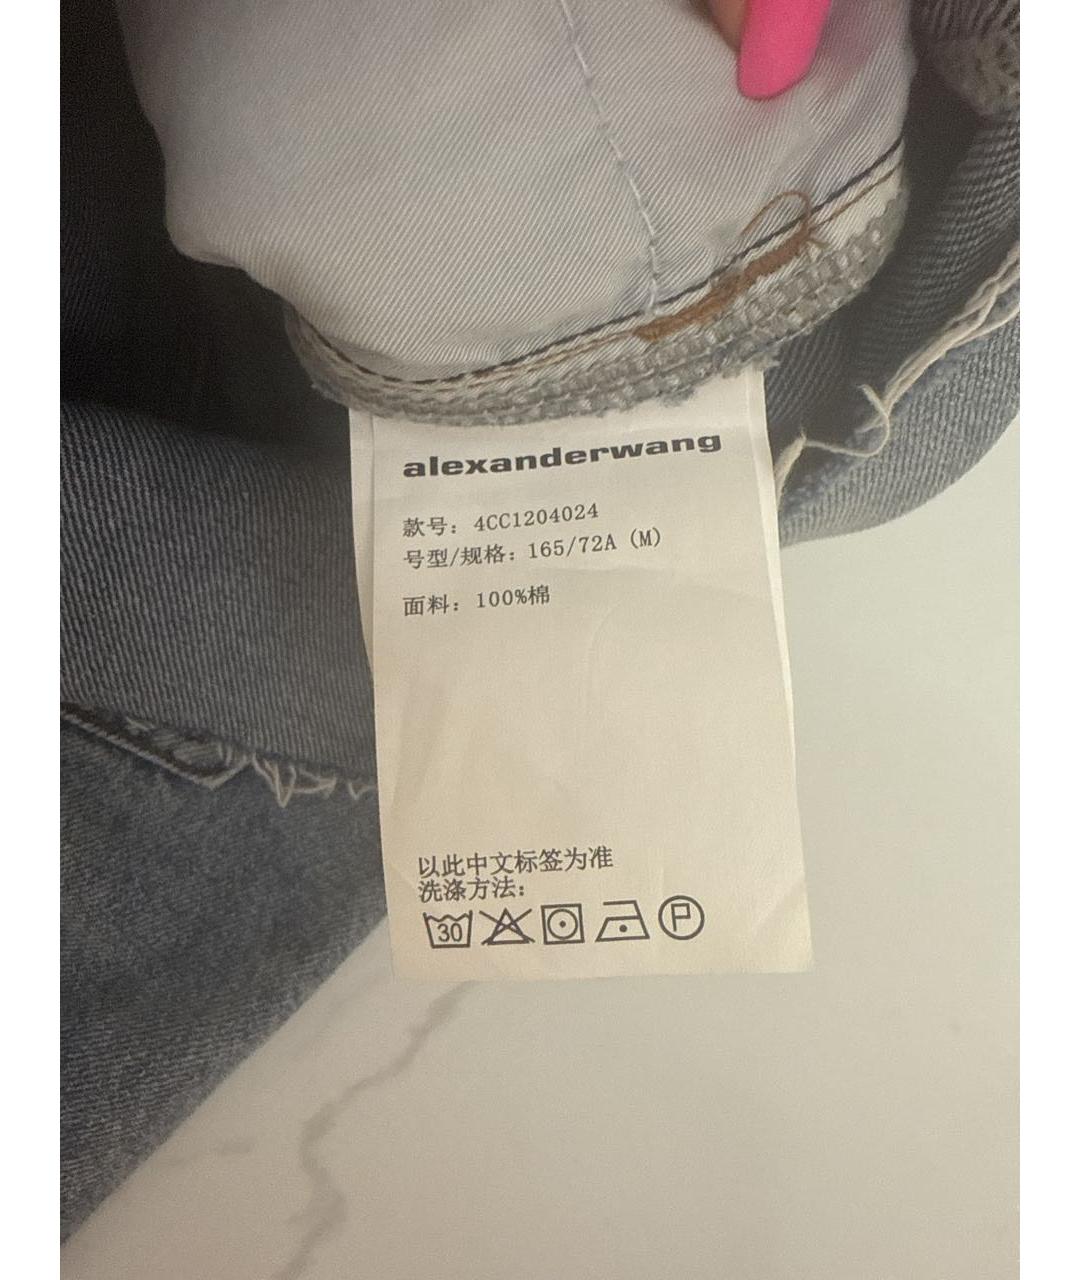 alexanderwang
款号: 4CC1204024
号型/规格: 165/72A (M)
面料: 100%棉
以此中文标签为准
洗涤方法:
30 P